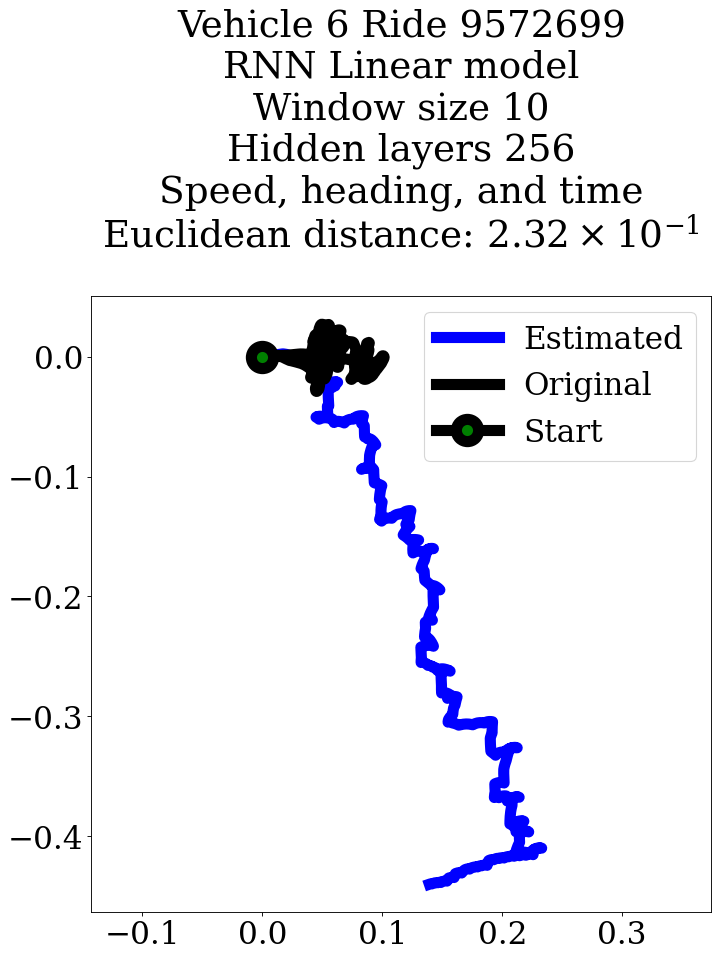 Vehicle 6 Ride 9572699
RNN Linear model
Window size 10
Hidden layers 256
Speed, heading, and time
Euclidean distance: 2.32 × 10⁻¹
Estimated
Original
Start
0.0
−0.1
−0.2
−0.3
−0.4
−0.1 0.0 0.1 0.2 0.3